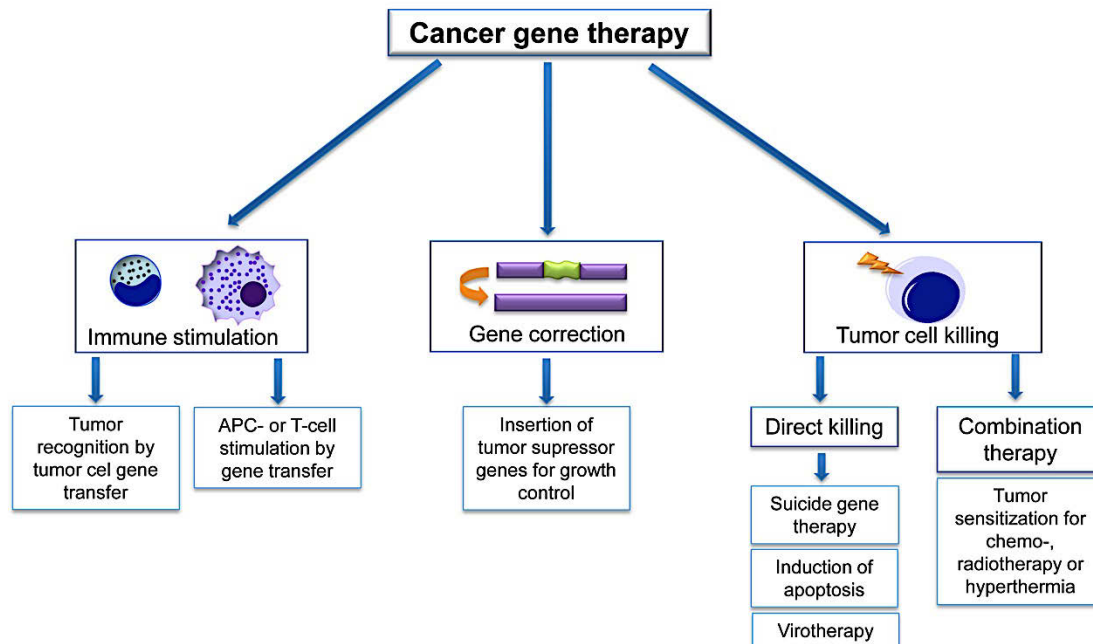 Cancer gene therapy
Immune stimulation
Gene correction
Tumor cell killing
Tumor
recognition by
tumor cel gene
transfer
APC- or T-cell
stimulation by
gene transfer
Insertion of
tumor supressor
genes for growth
control
Direct killing
Suicide gene
therapy
Induction of
apoptosis
Virotherapy
Combination
therapy
Tumor
sensitization for
chemo-,
radiotherapy or
hyperthermia